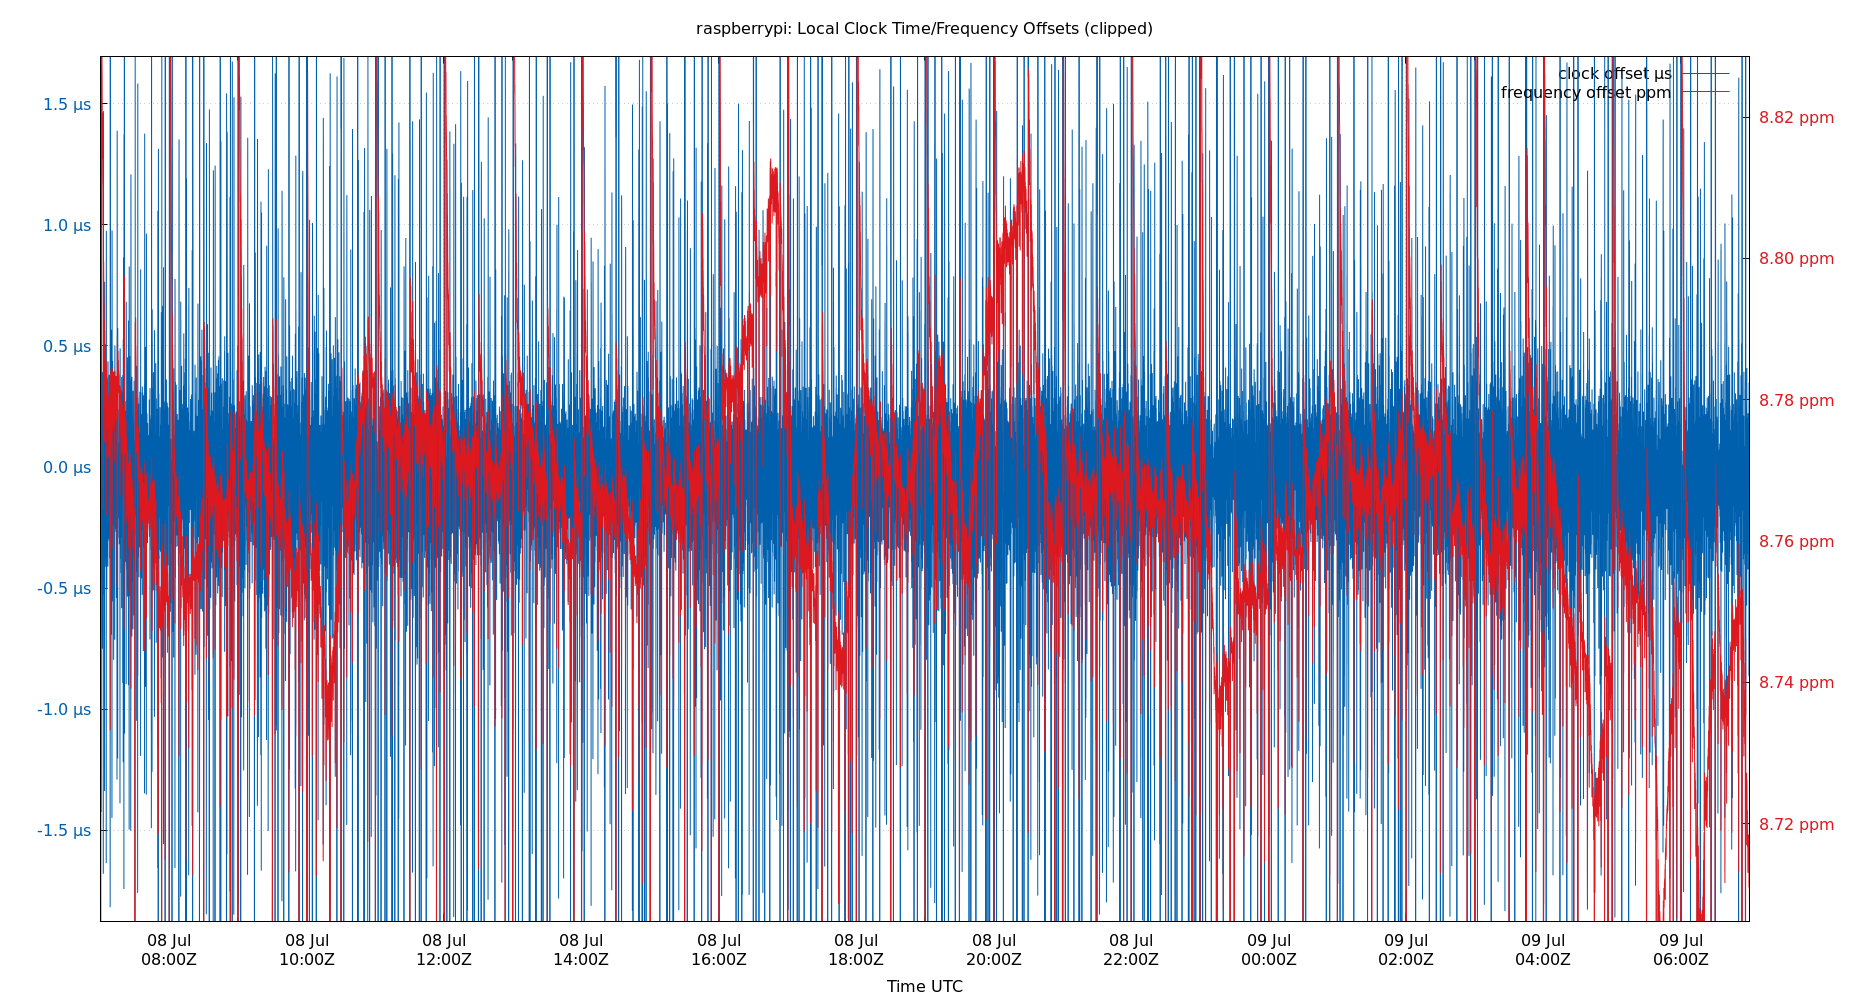 raspberrypi: Local Clock Time/Frequency Offsets (clipped)
clock offset µs
frequency offset ppm
1.5 µs
1.0 µs
0.5 µs
0.0 µs
-0.5 µs
-1.0 µs
-1.5 µs
8.82 ppm
8.80 ppm
8.78 ppm
8.76 ppm
8.74 ppm
8.72 ppm
08 Jul 08 Jul 08 Jul 08 Jul 08 Jul 08 Jul 08 Jul 08 Jul 09 Jul 09 Jul 09 Jul 09 Jul
08:00Z 10:00Z 12:00Z 14:00Z 16:00Z 18:00Z 20:00Z 22:00Z 00:00Z 02:00Z 04:00Z 06:00Z
Time UTC